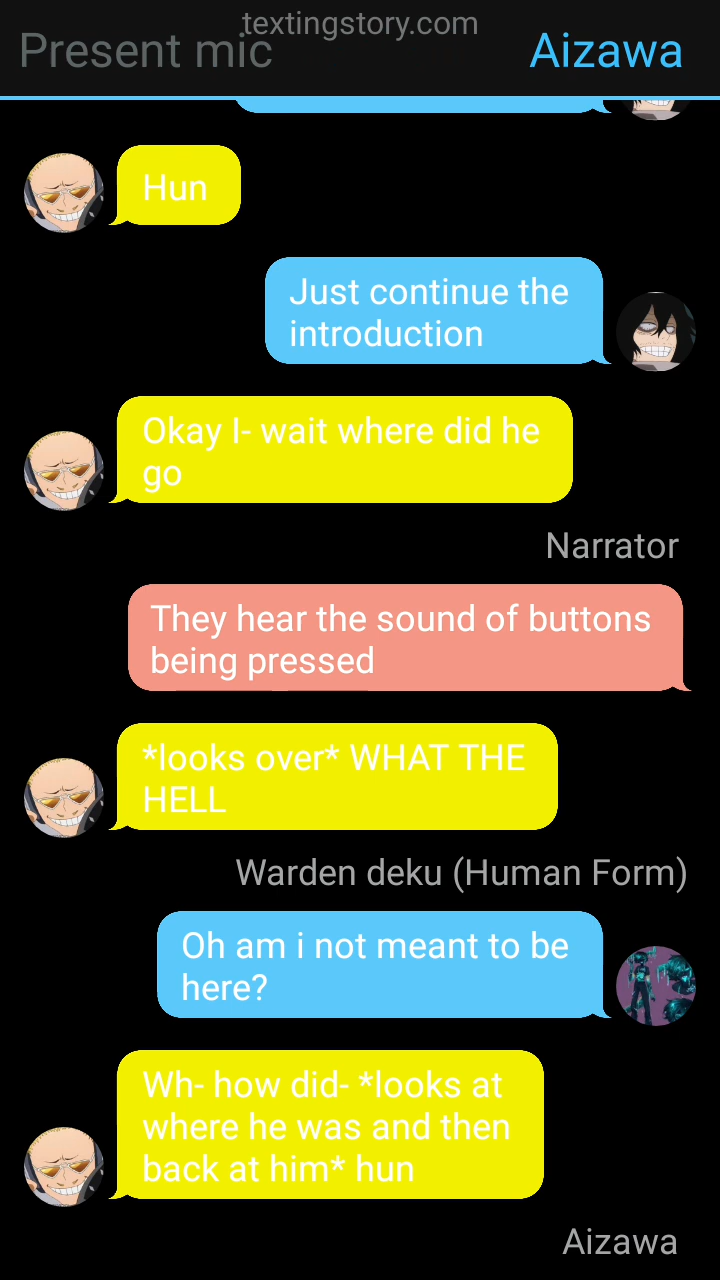 textingstory.com
Present mic
Aizawa
Hun
Just continue the
introduction
Okay I- wait where did he
go
Narrator
They hear the sound of buttons
being pressed
*looks over* WHAT THE
HELL
Warden deku (Human Form)
Oh am i not meant to be
here?
Wh- how did- *looks at
where he was and then
back at him* hun
Aizawa